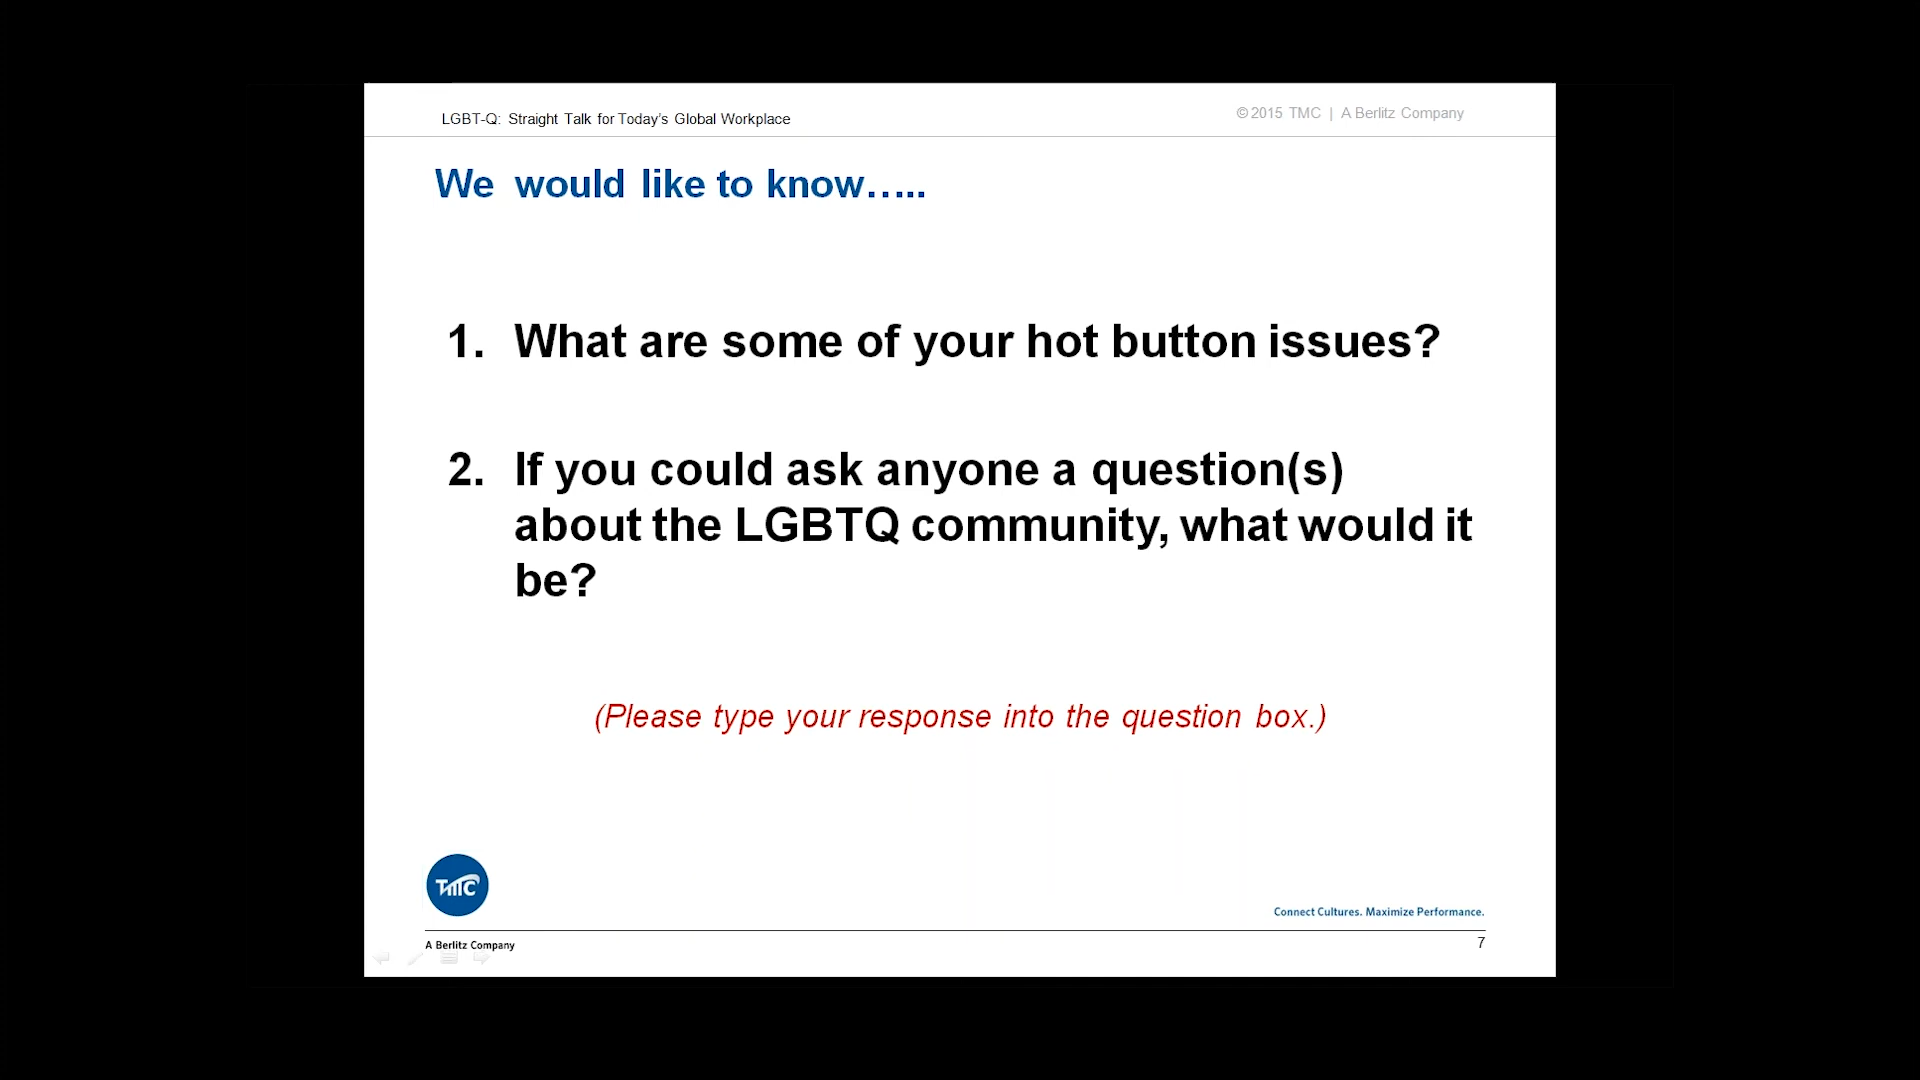 LGBT-Q: Straight Talk for Today's Global Workplace
©2015 TMC | A Berlitz Company
We would like to know…..
1. What are some of your hot button issues?
2. If you could ask anyone a question(s)
about the LGBTQ community, what would it
be?
(Please type your response into the question box.)
TMC
Connect Cultures. Maximize Performance.
A Berlitz Company
7